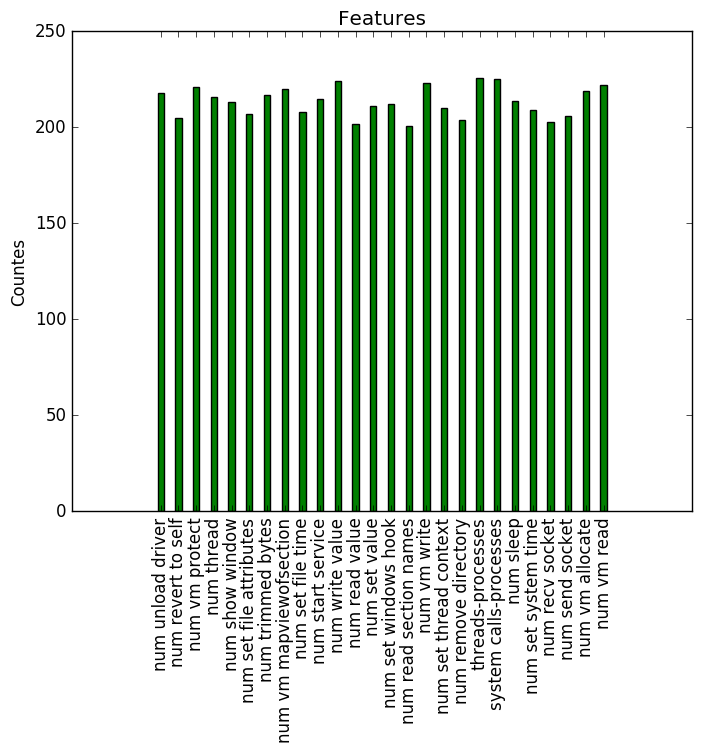 Features
250
200
150
100
50
0
Countes
num unload driver
num revert to self
num vm protect
num thread
num show window
num set file attributes
num trimmed bytes
num vm mapviewofsection
num set file time
num start service
num write value
num read value
num set value
num set windows hook
num read section names
num vm write
num set thread context
num remove directory
threads-processes
system calls-processes
num sleep
num set system time
num recv socket
num send socket
num vm allocate
num vm read